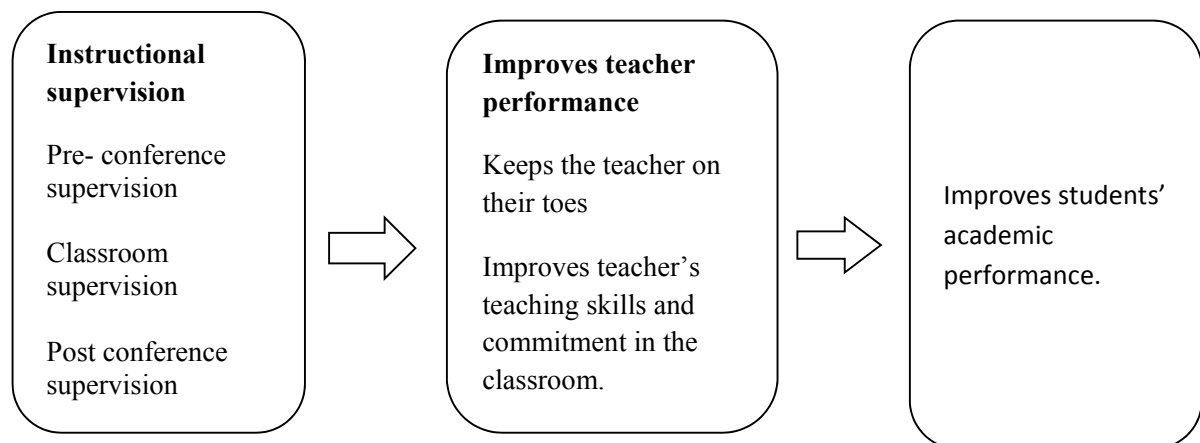 Instructional
supervision
Pre- conference
supervision
Classroom
supervision
Post conference
supervision
Improves teacher
performance
Keeps the teacher on
their toes
Improves teacher’s
teaching skills and
commitment in the
classroom.
Improves students’
academic
performance.